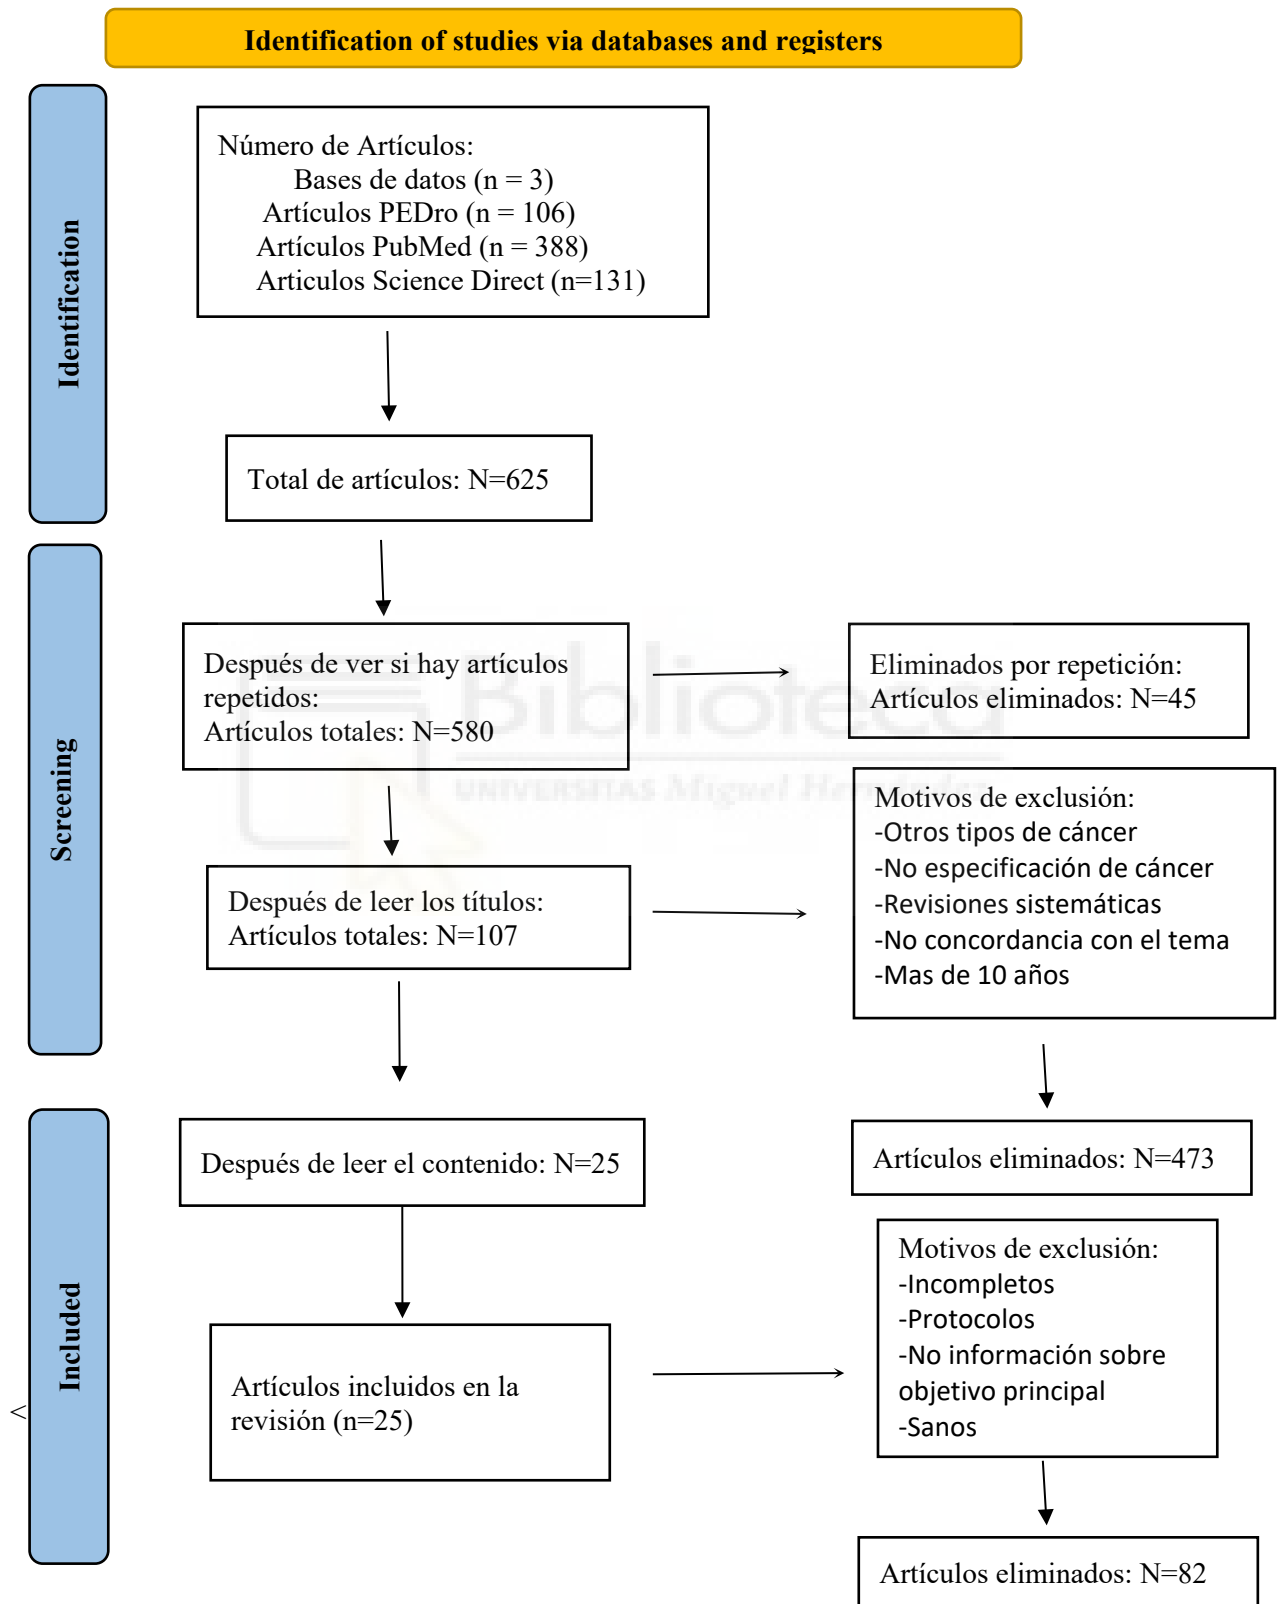 Identification of studies via databases and registers
Identification
Número de Artículos:
Bases de datos (n = 3)
Artículos PEDro (n = 106)
Artículos PubMed (n = 388)
Articulos Science Direct (n=131)
Total de artículos: N=625
Screening
Después de ver si hay artículos
repetidos:
Artículos totales: N=580
Eliminados por repetición:
Artículos eliminados: N=45
Biblioteca
UNIVERSITAS Miguel Hernández
Después de leer los títulos:
Artículos totales: N=107
Motivos de exclusión:
-Otros tipos de cáncer
-No especificación de cáncer
-Revisiones sistemáticas
-No concordancia con el tema
-Mas de 10 años
Artículos eliminados: N=473
Included
Después de leer el contenido: N=25
Artículos incluidos en la
revisión (n=25)
Motivos de exclusión:
-Incompletos
-Protocolos
-No información sobre
objetivo principal
-Sanos
Artículos eliminados: N=82
<